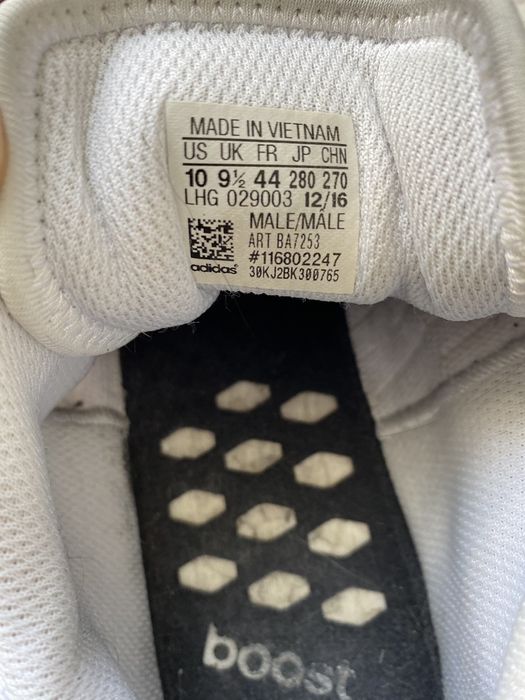 MADE IN VIETNAM
US UK FR JP CHN
10 9½ 44 280 270
LHG 029003 12/16
MALE/MÂLE
ART BA7253
#116802247
adidas® 30KJ2BK300765
boost